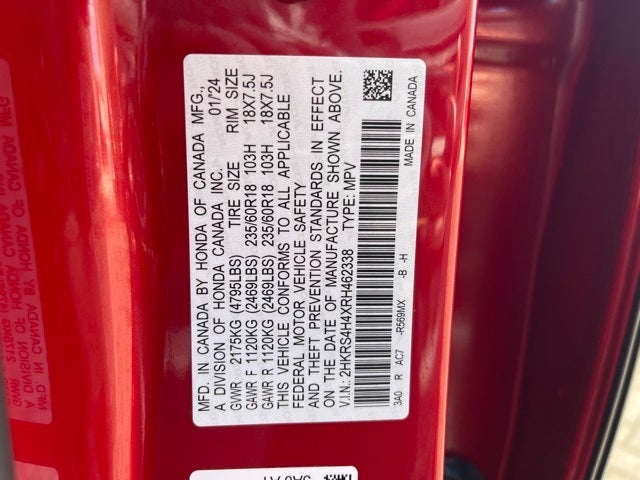 MFD. IN CANADA BY HONDA OF CANADA MFG., 01/24
A DIVISION OF HONDA CANADA INC.
GVWR 2175KG (4795LBS) TIRE SIZE RIM SIZE
GAWR F 1120KG (2469LBS) 235/60R18 103H 18X7.5J
GAWR R 1120KG (2469LBS) 235/60R18 103H 18X7.5J
THIS VEHICLE CONFORMS TO ALL APPLICABLE
FEDERAL MOTOR VEHICLE SAFETY
AND THEFT PREVENTION STANDARDS IN EFFECT
ON THE DATE OF MANUFACTURE SHOWN ABOVE.
V.I.N.: 2HKRS4H4XRH462338 TYPE: MPV
3A0 R AC7 -R569MX -B -H
MADE IN CANADA